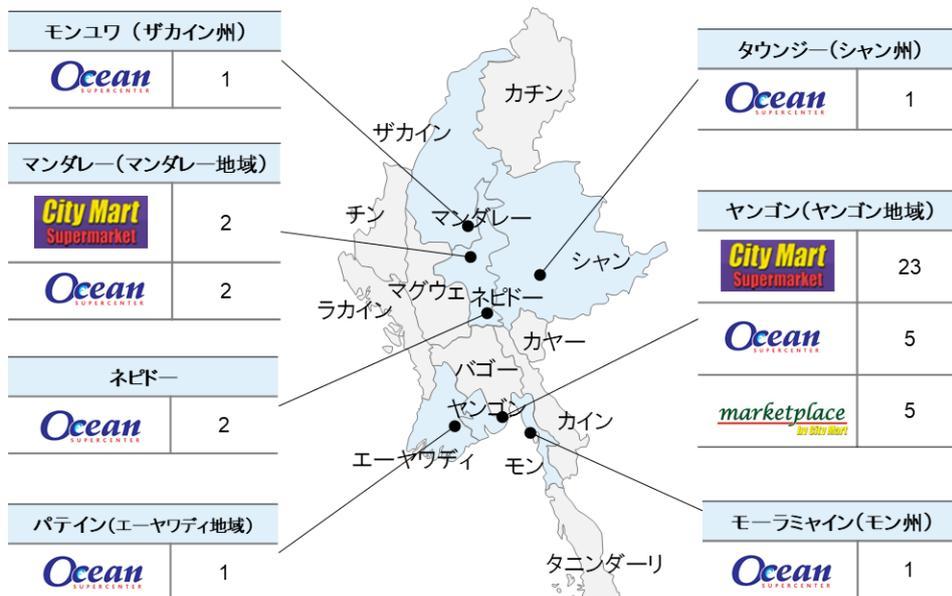 モンユワ（ザカイン州）
Ocean
SUPERCENTER
1
マンダレー（マンダレー地域）
City Mart
Supermarket
2
Ocean
SUPERCENTER
2
ネピドー
Ocean
SUPERCENTER
2
パテイン（エーヤワディ地域）
Ocean
SUPERCENTER
1
カチン
ザカイン
チン
マンダレー
シャン
マグウェ
ネピドー
ラカイン
カヤー
バゴー
ヤンゴン
カイン
エーヤワディ
モン
タニンダーリ
タウンジー（シャン州）
Ocean
SUPERCENTER
1
ヤンゴン（ヤンゴン地域）
City Mart
Supermarket
23
Ocean
SUPERCENTER
5
marketplace
by City Mart
5
モーラミャイン（モン州）
Ocean
SUPERCENTER
1